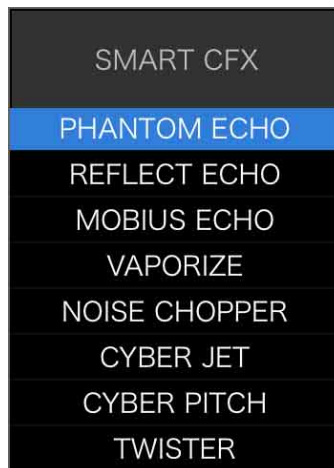 SMART CFX
PHANTOM ECHO
REFLECT ECHO
MOBIUS ECHO
VAPORIZE
NOISE CHOPPER
CYBER JET
CYBER PITCH
TWISTER